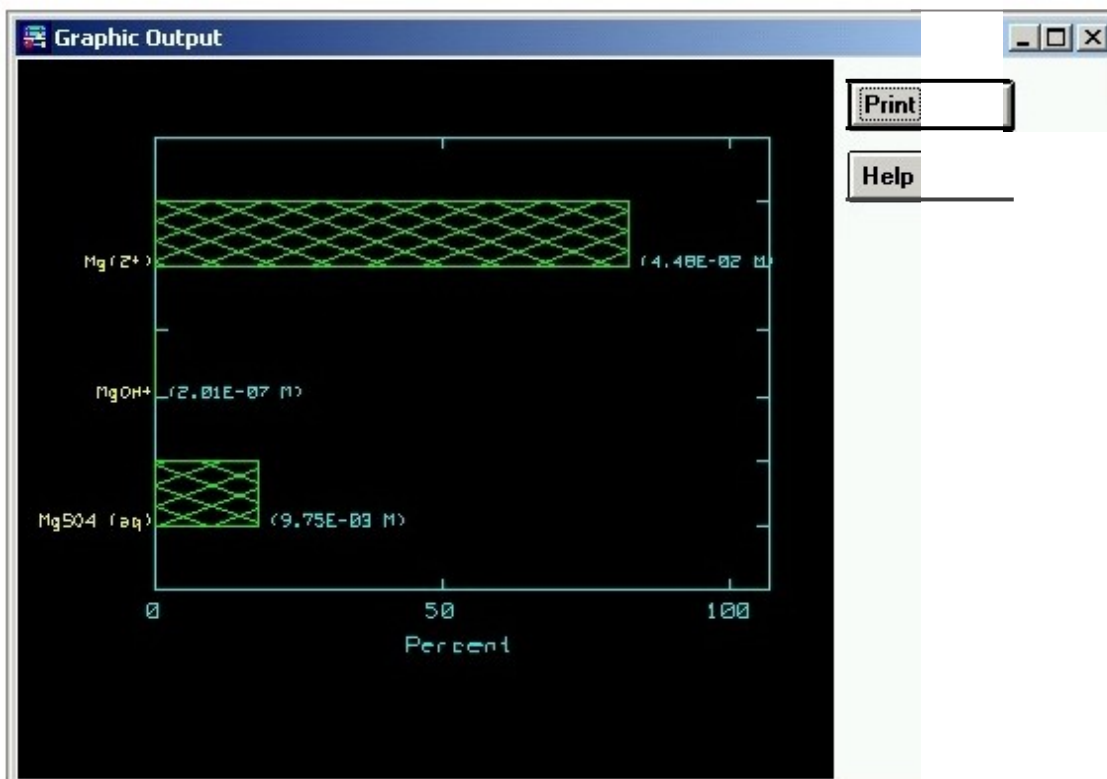 Graphic Output
Print
Help
Mg(2+)
(4.48E-02 M)
MgOH+
(2.01E-07 M)
MgSO4 (aq)
(9.75E-03 M)
0 50 100
Percent